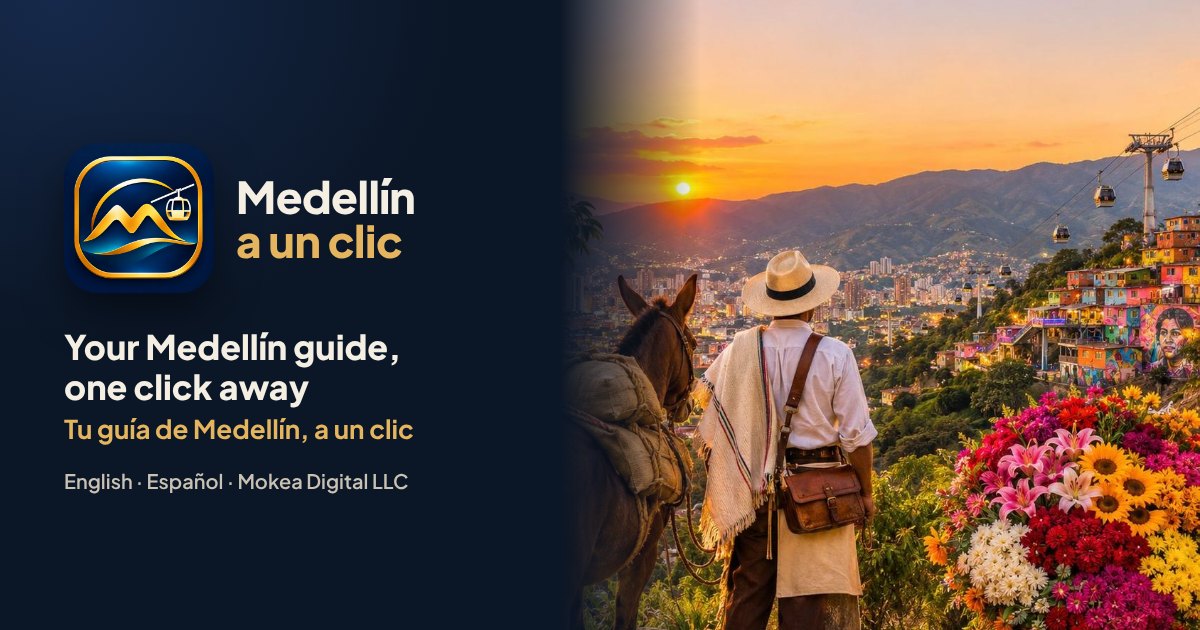 Medellín
a un clic
Your Medellín guide,
one click away
Tu guía de Medellín, a un clic
English · Español · Mokea Digital LLC